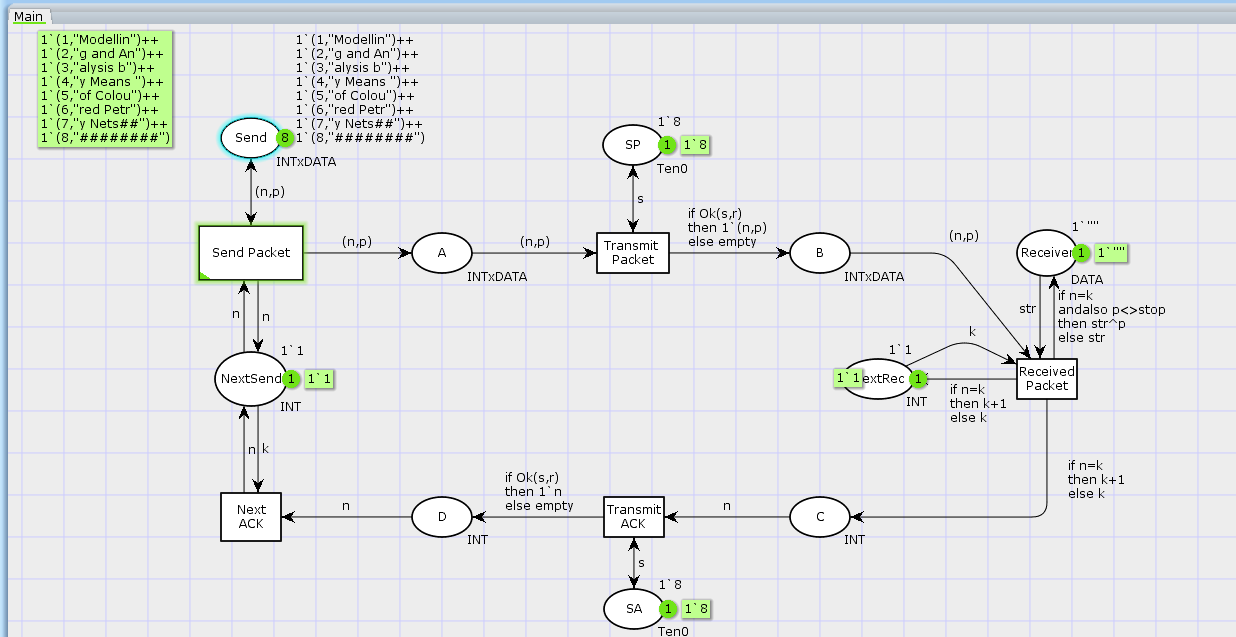 Main
1`(1,"Modellin")++
1`(2,"g and An")++
1`(3,"alysis b")++
1`(4,"y Means ")++
1`(5,"of Colou")++
1`(6,"red Petr")++
1`(7,"y Nets##")++
1`(8,"########")
1`(1,"Modellin")++
1`(2,"g and An")++
1`(3,"alysis b")++
1`(4,"y Means ")++
1`(5,"of Colou")++
1`(6,"red Petr")++
1`(7,"y Nets##")++
1`(8,"########")
Send
8
INTxDATA
(n,p)
1`8
SP
1
1`8
Ten0
s
Send Packet
(n,p)
A
INTxDATA
(n,p)
Transmit
Packet
if Ok(s,r)
then 1`(n,p)
else empty
B
INTxDATA
(n,p)
1`""
Receiver
1
1`""
DATA
str
if n=k
andalso p<>stop
then str^p
else str
n
n
1`1
NextSend
1
1`1
INT
k
1`1
1`1
extRec
1
INT
if n=k
then k+1
else k
Received
Packet
n
k
if n=k
then k+1
else k
Next
ACK
n
D
INT
if Ok(s,r)
then 1`n
else empty
Transmit
ACK
n
C
INT
s
1`8
SA
1
1`8
Ten0